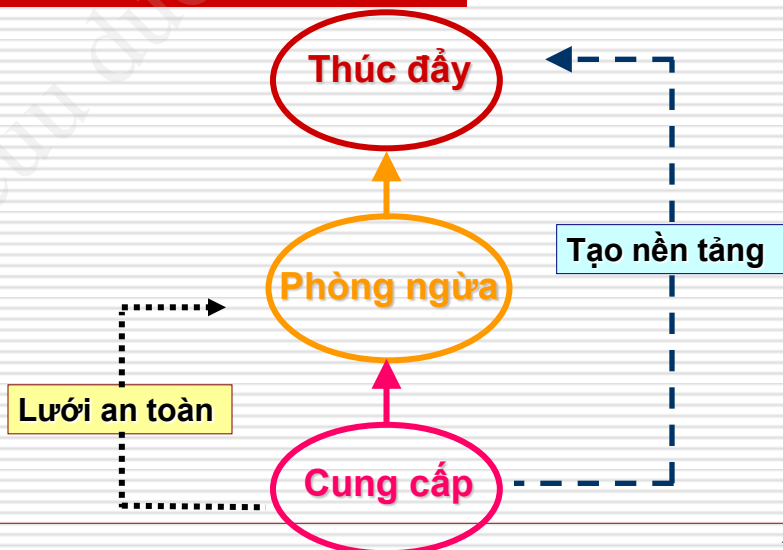 Thúc đẩy
Tạo nền tảng
Phòng ngừa
Lưới an toàn
Cung cấp